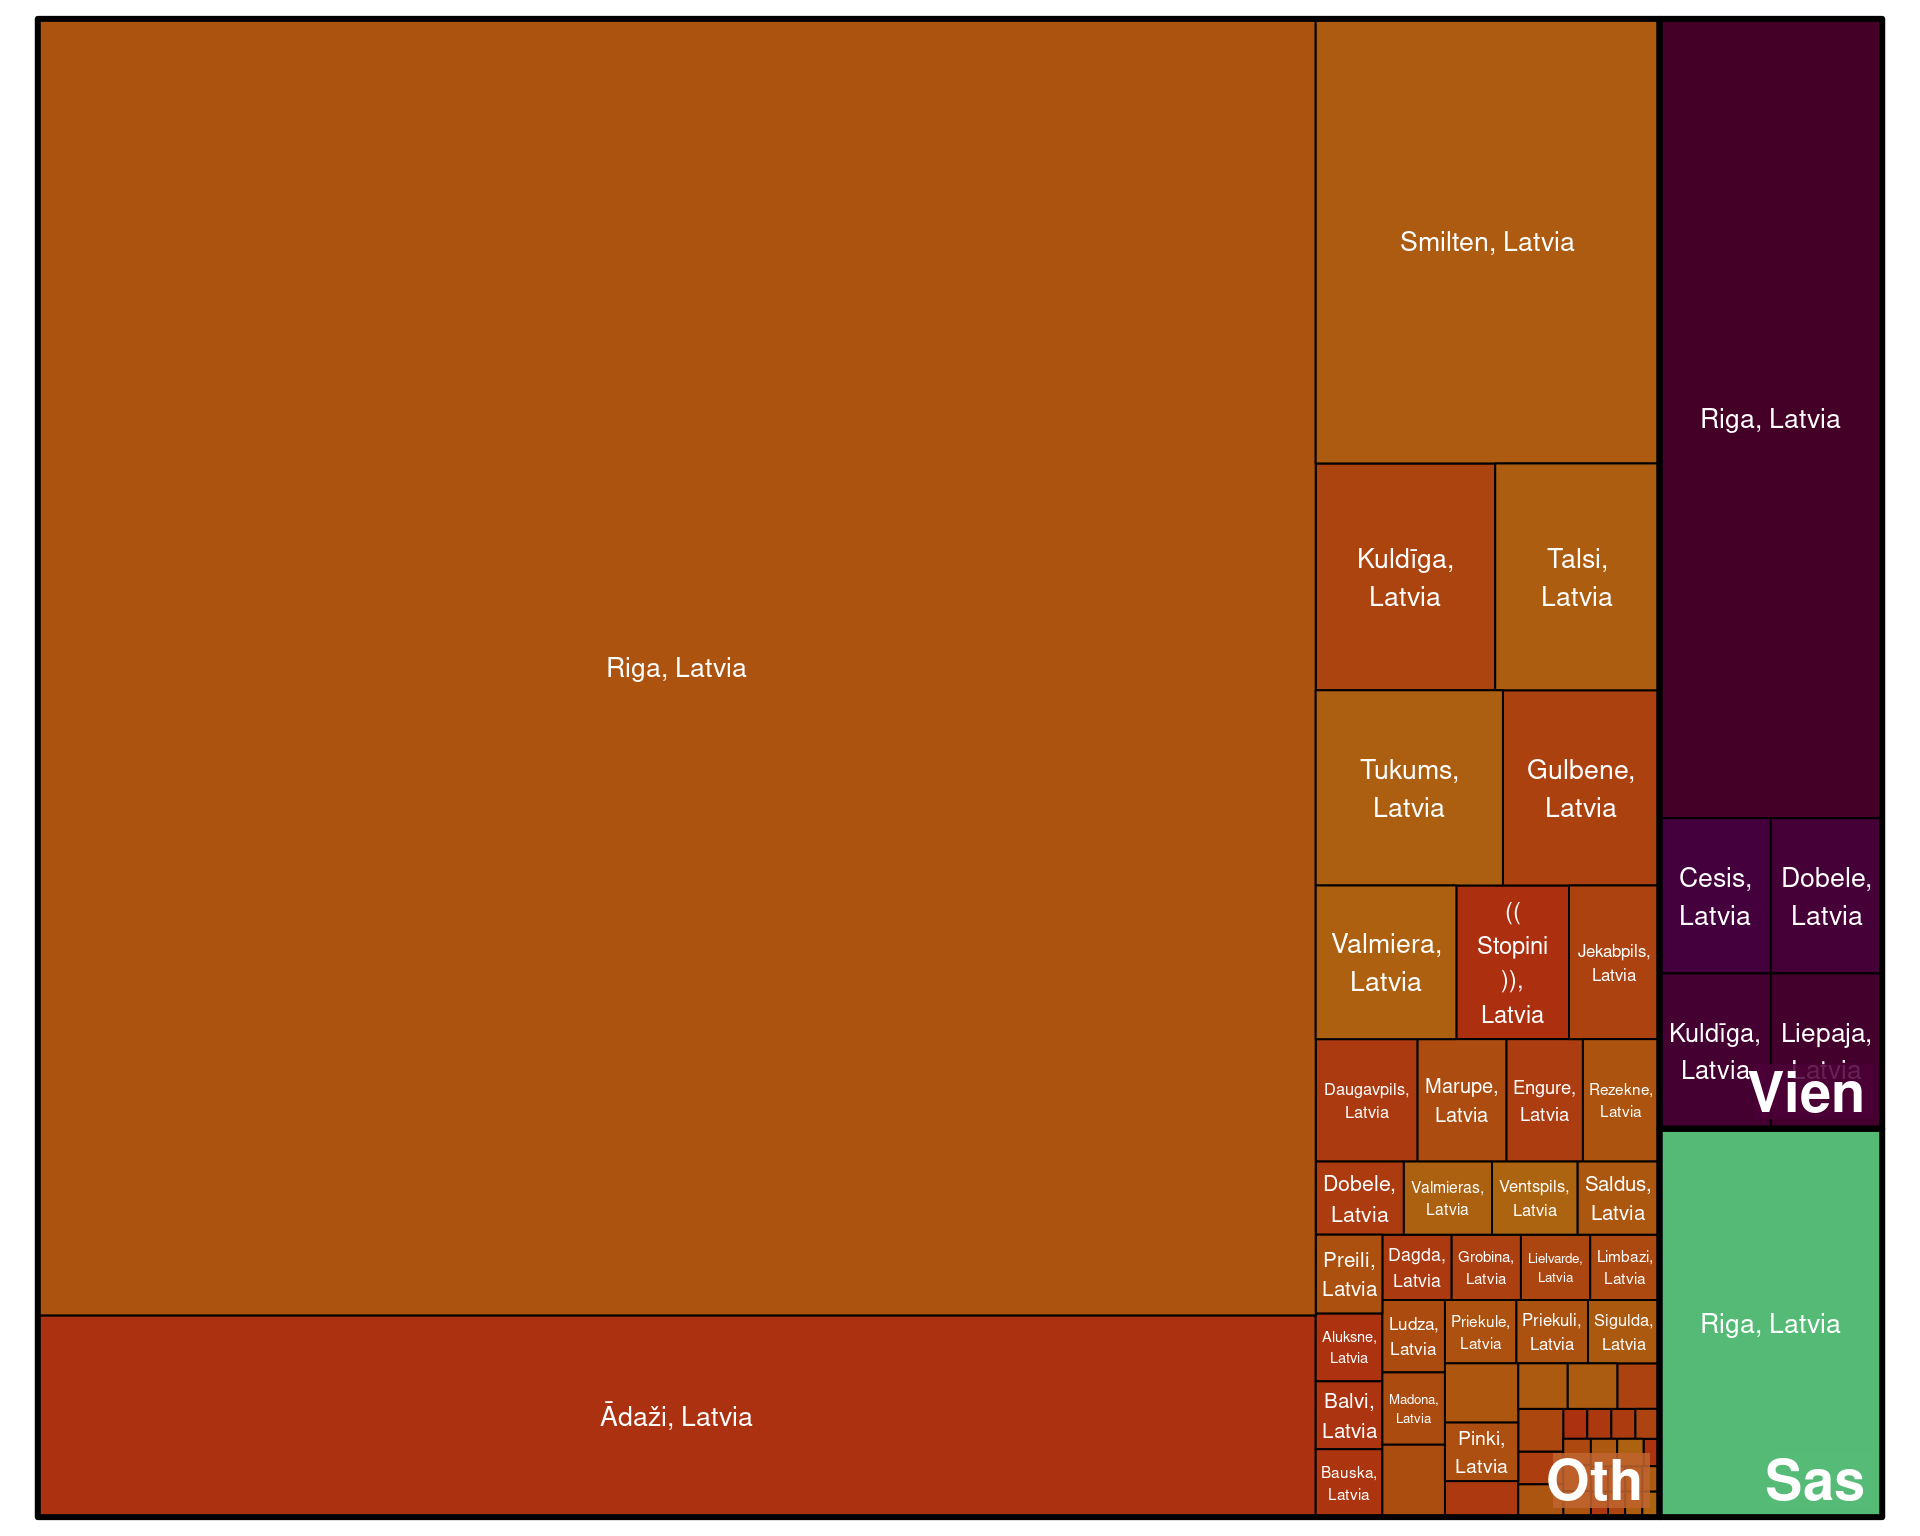 Riga, Latvia
Ādaži, Latvia
Smilten, Latvia
Kuldīga,
Latvia
Talsi,
Latvia
Tukums,
Latvia
Gulbene,
Latvia
Valmiera,
Latvia
((
Stopini
)),
Latvia
Jekabpils,
Latvia
Daugavpils,
Latvia
Marupe,
Latvia
Engure,
Latvia
Rezekne,
Latvia
Dobele,
Latvia
Valmieras,
Latvia
Ventspils,
Latvia
Saldus,
Latvia
Preili,
Latvia
Dagda,
Latvia
Grobina,
Latvia
Lielvarde,
Latvia
Limbazi,
Latvia
Aluksne,
Latvia
Ludza,
Latvia
Priekule,
Latvia
Priekuli,
Latvia
Sigulda,
Latvia
Balvi,
Latvia
Madona,
Latvia
Pinki,
Latvia
Bauska,
Latvia
Oth
Riga, Latvia
Cesis,
Latvia
Dobele,
Latvia
Kuldīga,
Latvia
Liepaja,
Latvia
Vien
Riga, Latvia
Sas